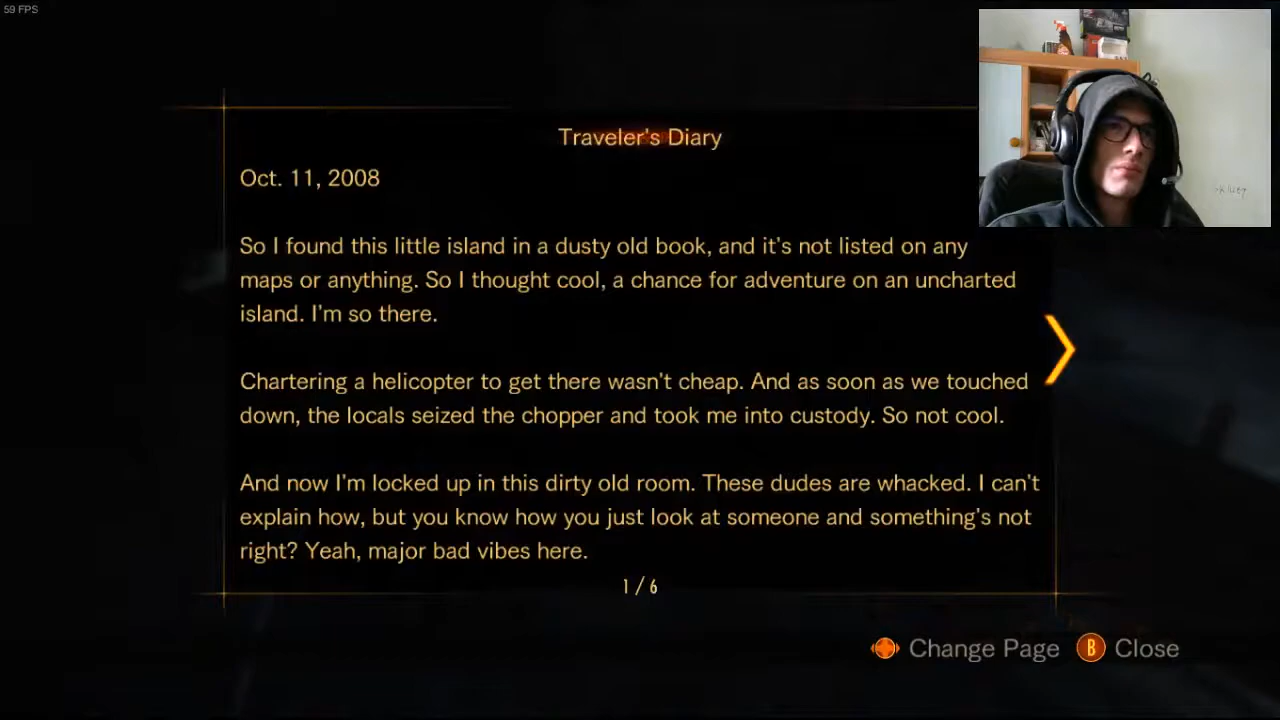 59 FPS
Traveler's Diary
Oct. 11, 2008
So I found this little island in a dusty old book, and it's not listed on any
maps or anything. So I thought cool, a chance for adventure on an uncharted
island. I'm so there.
Chartering a helicopter to get there wasn't cheap. And as soon as we touched
down, the locals seized the chopper and took me into custody. So not cool.
And now I'm locked up in this dirty old room. These dudes are whacked. I can't
explain how, but you know how you just look at someone and something's not
right? Yeah, major bad vibes here.
1 / 6
Change Page B Close